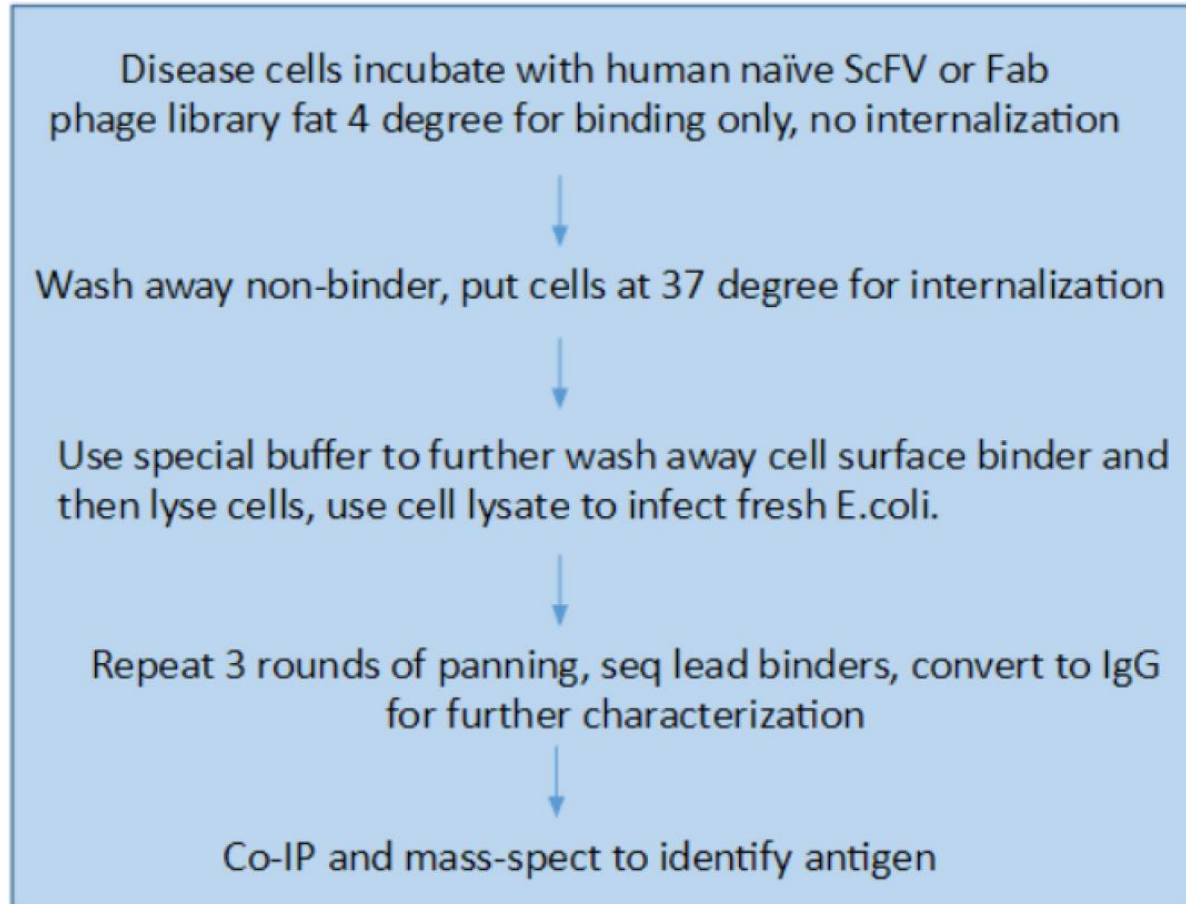 Disease cells incubate with human naïve ScFV or Fab
phage library fat 4 degree for binding only, no internalization
Wash away non-binder, put cells at 37 degree for internalization
Use special buffer to further wash away cell surface binder and
then lyse cells, use cell lysate to infect fresh E.coli.
Repeat 3 rounds of panning, seq lead binders, convert to IgG
for further characterization
Co-IP and mass-spect to identify antigen